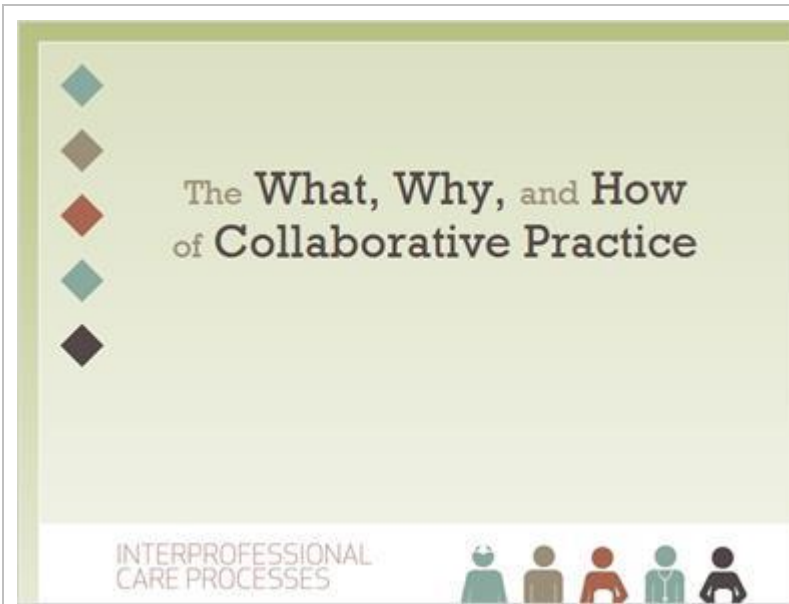 The What, Why, and How
of Collaborative Practice
INTERPROFESSIONAL
CARE PROCESSES